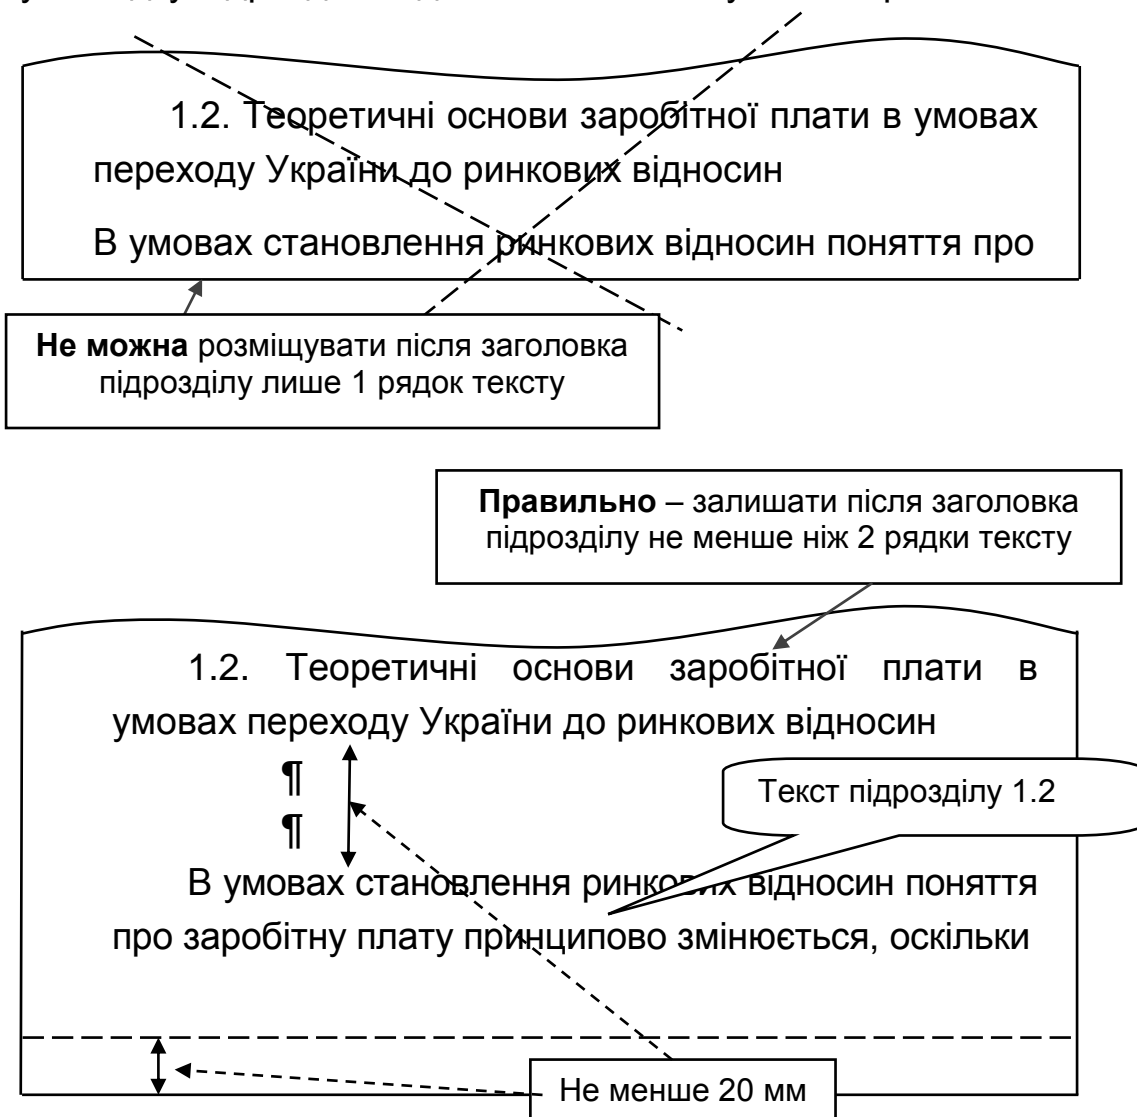 1.2. Теоретичні основи заробітної плати в умовах
переходу України до ринкових відносин
В умовах становлення ринкових відносин поняття про
Не можна розміщувати після заголовка
підрозділу лише 1 рядок тексту
Правильно – залишати після заголовка
підрозділу не менше ніж 2 рядки тексту
1.2. Теоретичні основи заробітної плати в
умовах переходу України до ринкових відносин
¶
¶
Текст підрозділу 1.2
В умовах становлення ринкових відносин поняття
про заробітну плату принципово змінюється, оскільки
Не менше 20 мм